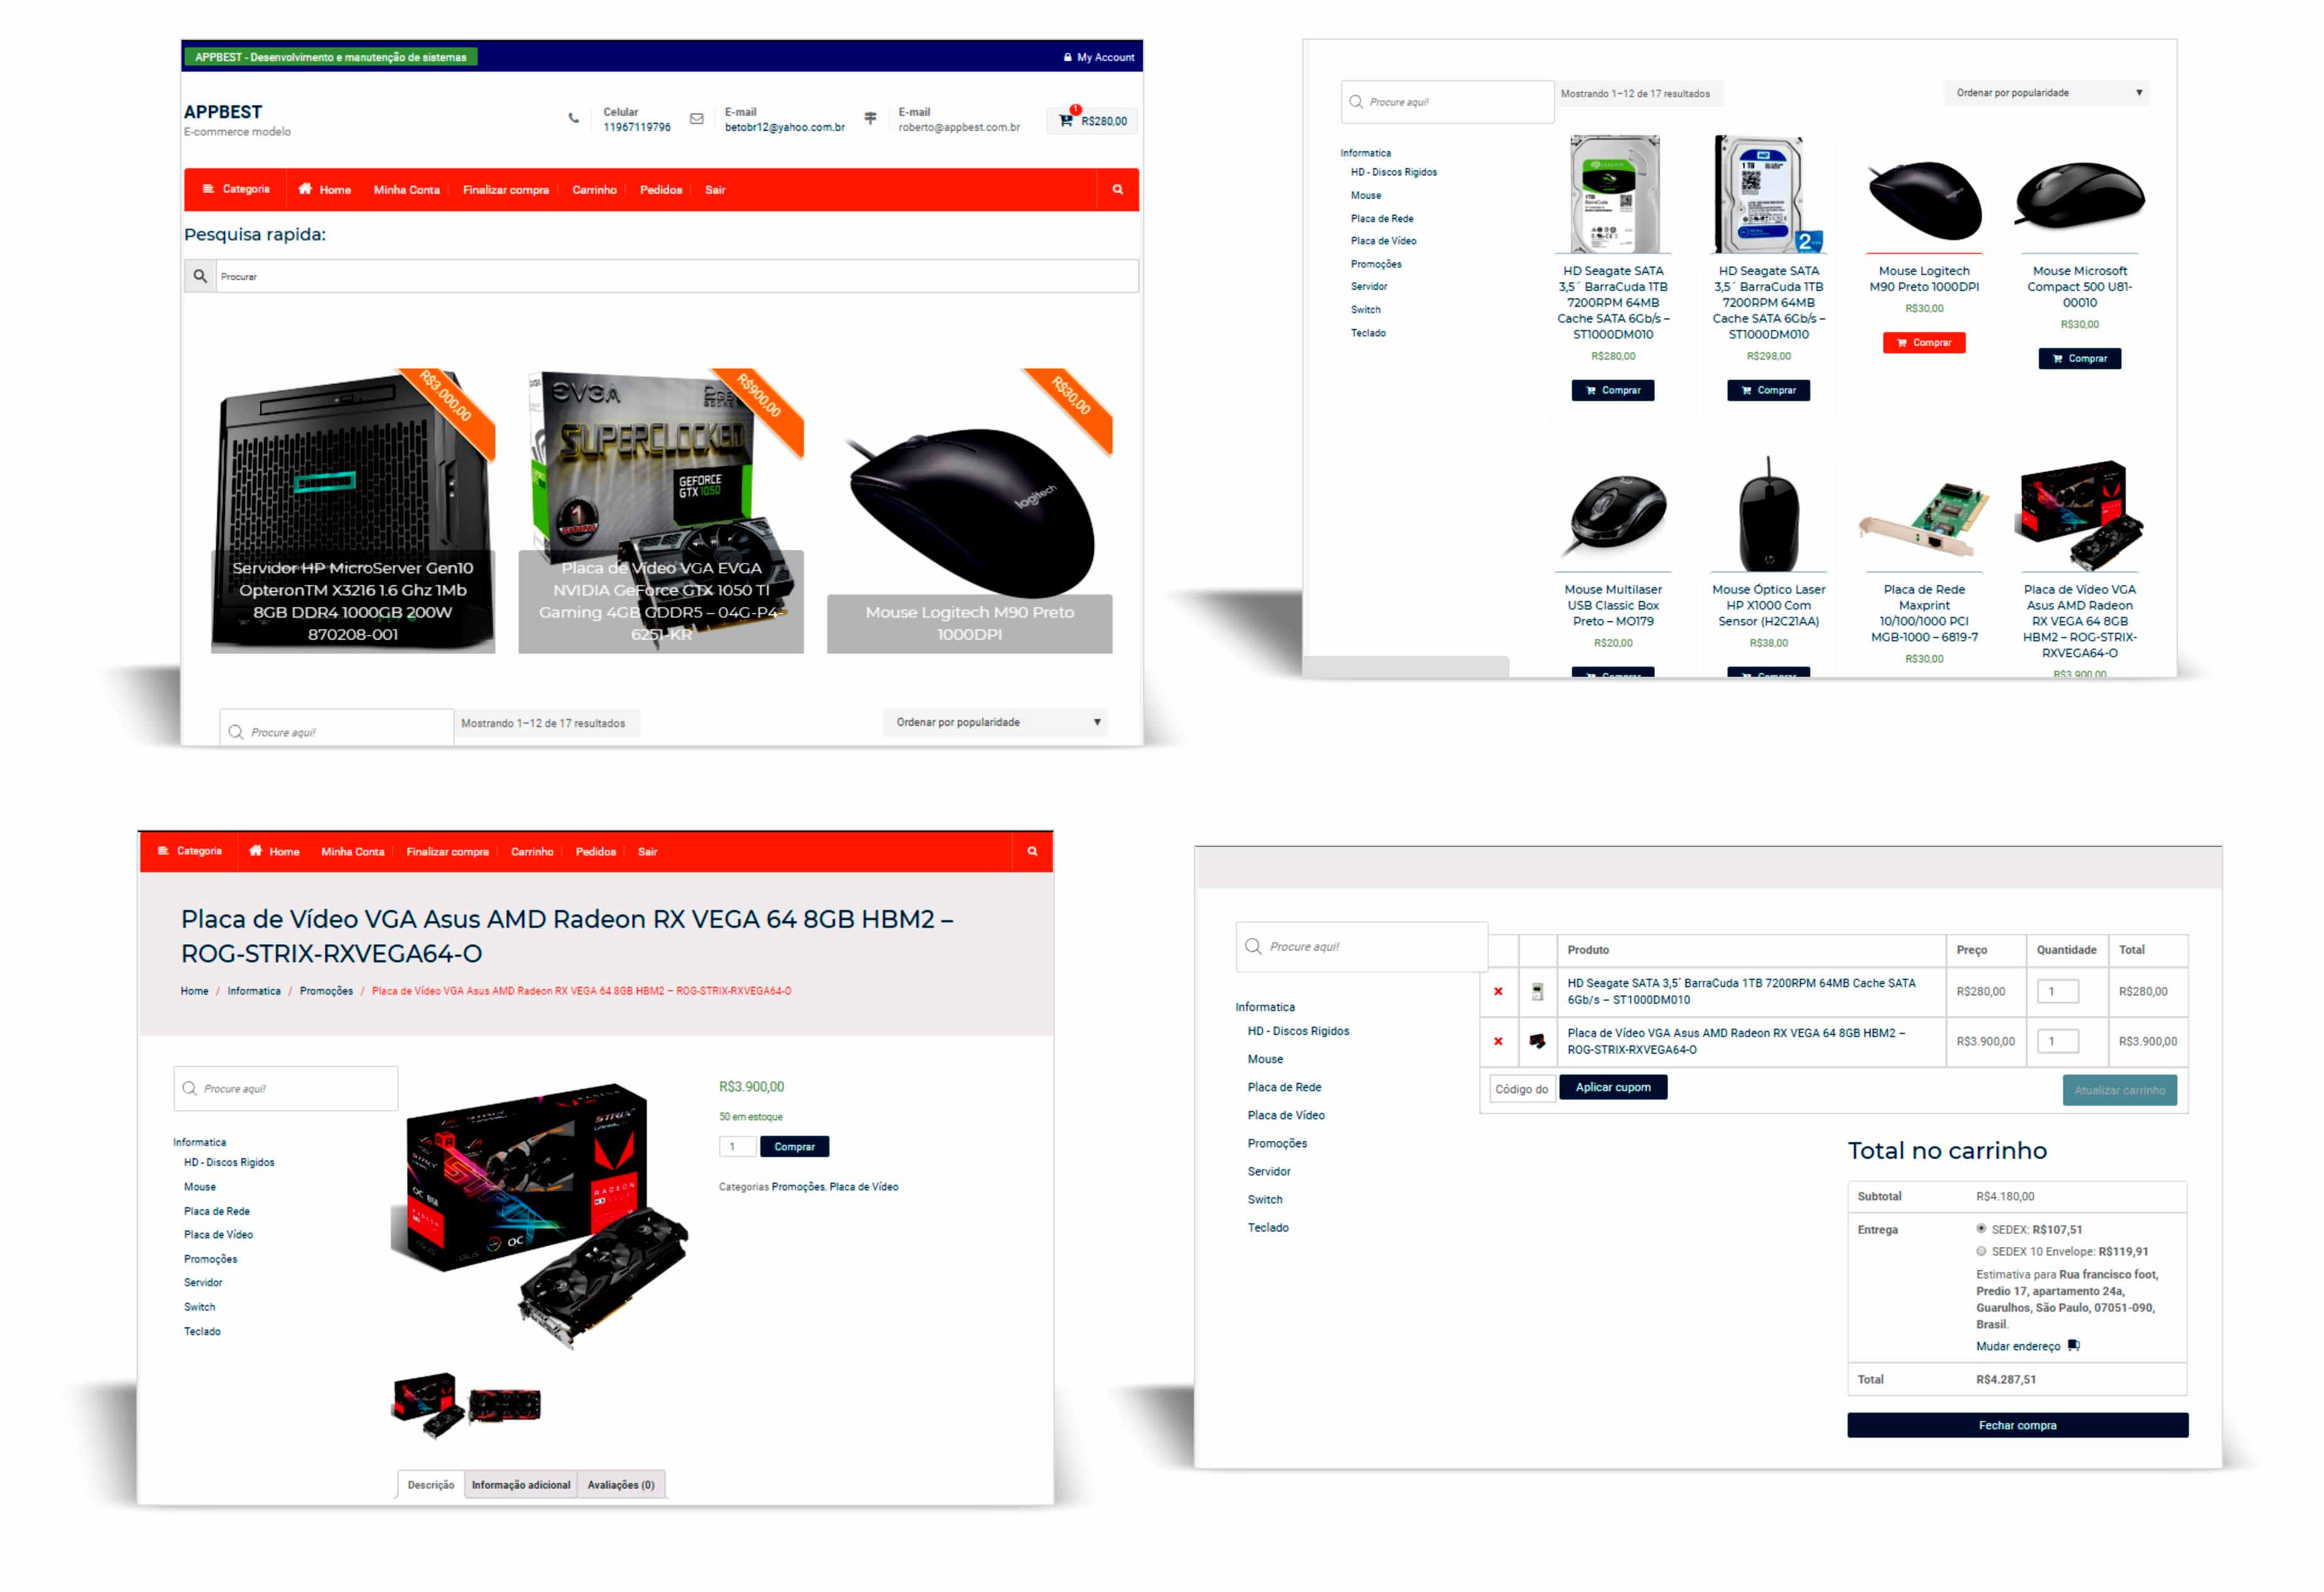 APPBEST - Desenvolvimento e manutenção de sistemas
My Account
APPBEST
E-commerce modelo
Celular
11967119796
E-mail
betobr12@yahoo.com.br
E-mail
roberto@appbest.com.br
1
R$280,00
Categoria Home Minha Conta Finalizar compra Carrinho Pedidos Sair
Pesquisa rapida:
Procurar
R$3.000,00
Servidor HP MicroServer Gen10
OpteronTM X3216 1.6 Ghz 1Mb
8GB DDR4 1000GB 200W
870208-001
R$900,00
EVGA
SUPERCLOCKED
GEFORCE
GTX 1050
Placa de Vídeo VGA EVGA
NVIDIA GeForce GTX 1050 TI
Gaming 4GB GDDR5 – 04G-P4-
6251-KR
R$30,00
logitech
Mouse Logitech M90 Preto
1000DPI
Procure aqui!
Mostrando 1–12 de 17 resultados
Ordenar por popularidade
Procure aqui!
Mostrando 1–12 de 17 resultados
Ordenar por popularidade
Informatica
HD - Discos Rigidos
Mouse
Placa de Rede
Placa de Vídeo
Promoções
Servidor
Switch
Teclado
HD Seagate SATA
3,5´ BarraCuda 1TB
7200RPM 64MB
Cache SATA 6Gb/s –
ST1000DM010
R$280,00
Comprar
HD Seagate SATA
3,5´ BarraCuda 1TB
7200RPM 64MB
Cache SATA 6Gb/s –
ST1000DM010
R$298,00
Comprar
Mouse Logitech
M90 Preto 1000DPI
R$30,00
Comprar
Mouse Microsoft
Compact 500 U81-
00010
R$30,00
Comprar
Mouse Multilaser
USB Classic Box
Preto – MO179
R$20,00
Comprar
Mouse Óptico Laser
HP X1000 Com
Sensor (H2C21AA)
R$38,00
Comprar
Placa de Rede
Maxprint
10/100/1000 PCI
MGB-1000 – 6819-7
R$30,00
Placa de Vídeo VGA
Asus AMD Radeon
RX VEGA 64 8GB
HBM2 – ROG-STRIX-
RXVEGA64-O
R$3.900,00
Categoria Home Minha Conta Finalizar compra Carrinho Pedidos Sair
Placa de Vídeo VGA Asus AMD Radeon RX VEGA 64 8GB HBM2 –
ROG-STRIX-RXVEGA64-O
Home / Informatica / Promoções / Placa de Vídeo VGA Asus AMD Radeon RX VEGA 64 8GB HBM2 – ROG-STRIX-RXVEGA64-O
Procure aqui!
Informatica
HD - Discos Rigidos
Mouse
Placa de Rede
Placa de Vídeo
Promoções
Servidor
Switch
Teclado
STRIX
RADEON
OC
R$3.900,00
50 em estoque
1 Comprar
Categorias Promoções, Placa de Vídeo
Descrição Informação adicional Avaliações (0)
Procure aqui!
Informatica
HD - Discos Rigidos
Mouse
Placa de Rede
Placa de Vídeo
Promoções
Servidor
Switch
Teclado
Produto Preço Quantidade Total
HD Seagate SATA 3,5´ BarraCuda 1TB 7200RPM 64MB Cache SATA
6Gb/s – ST1000DM010
R$280,00 1 R$280,00
Placa de Vídeo VGA Asus AMD Radeon RX VEGA 64 8GB HBM2 –
ROG-STRIX-RXVEGA64-O
R$3.900,00 1 R$3.900,00
Código do Aplicar cupom Atualizar carrinho
Total no carrinho
Subtotal R$4.180,00
Entrega SEDEX: R$107,51
SEDEX 10 Envelope: R$119,91
Estimativa para Rua francisco foot,
Predio 17, apartamento 24a,
Guarulhos, São Paulo, 07051-090,
Brasil.
Mudar endereço
Total R$4.287,51
Fechar compra